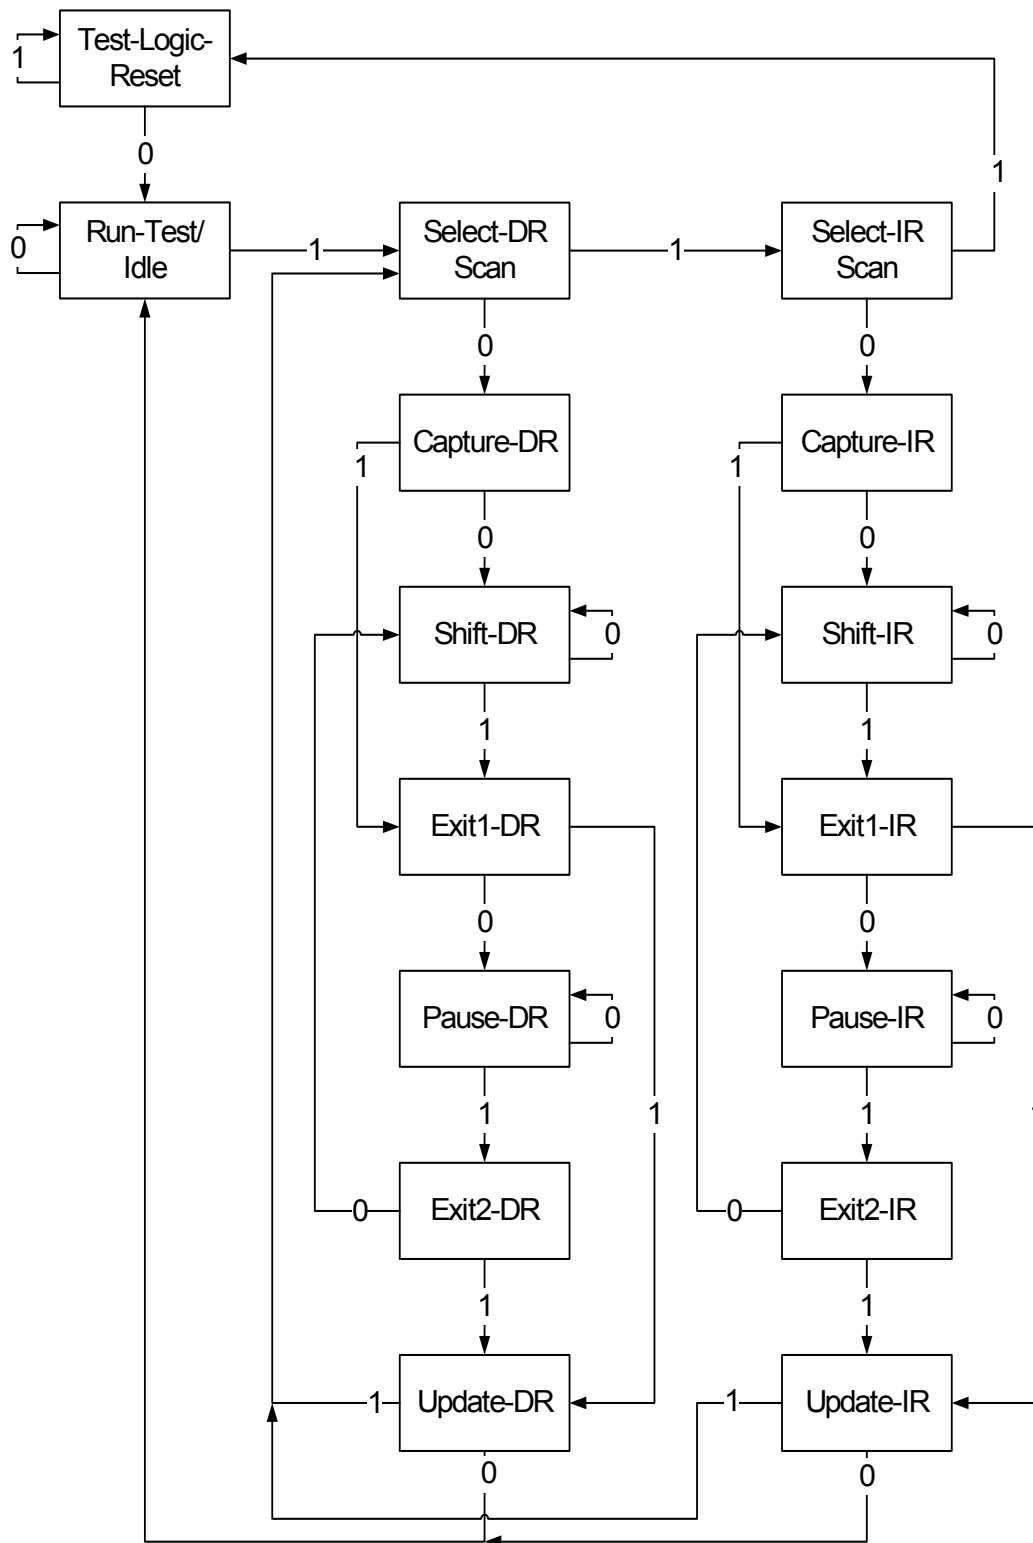 Test-Logic-
Reset
1
0
1
Run-Test/
Idle
0
1
Select-DR
Scan
1
Select-IR
Scan
0
0
Capture-DR
1
Capture-IR
1
0
0
Shift-DR
0
Shift-IR
0
1
1
Exit1-DR
Exit1-IR
0
0
Pause-DR
0
Pause-IR
0
1
1
1
Exit2-DR
0
Exit2-IR
0
1
1
Update-DR
1
Update-IR
1
0
0